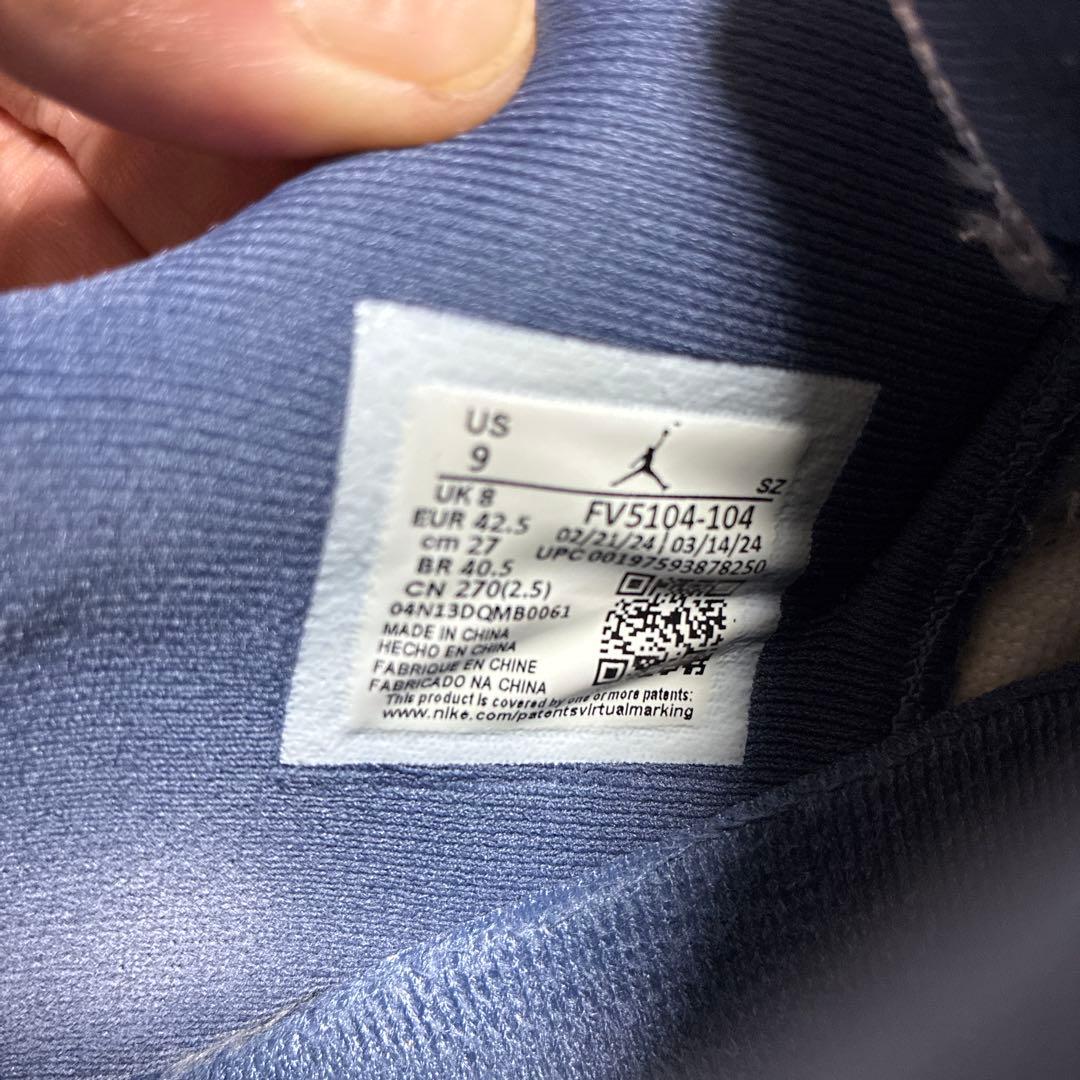 US
9
SZ
UK 8
FV5104-104
EUR 42.5
02/21/24 | 03/14/24
cm 27
UPC 00197593878250
BR 40.5
CN 270(2.5)
04N13DQMB0061
MADE IN CHINA
HECHO EN CHINA
FABRIQUE EN CHINE
FABRICADO NA CHINA
This product is covered by one or more patents:
www.nike.com/patentsvirtualmarking